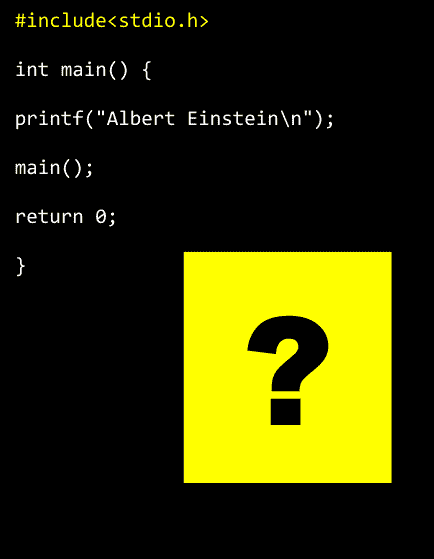 #include<stdio.h>
int main() {
printf("Albert Einstein\n");
main();
return 0;
}
?